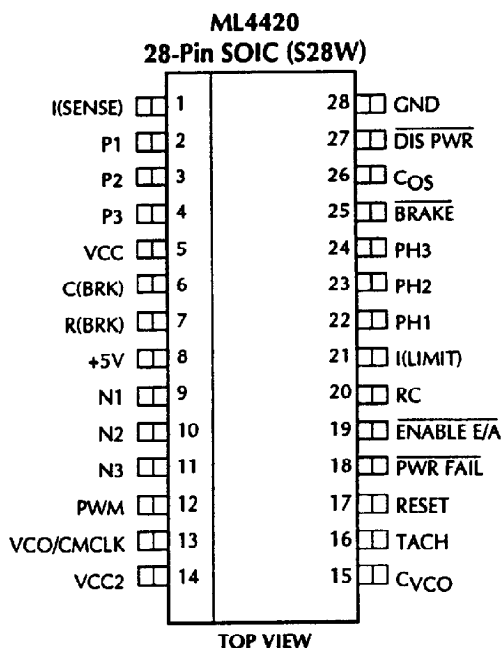 ML4420
28-Pin SOIC (S28W)
I(SENSE) 1 28 GND
P1 2 27 DIS PWR
P2 3 26 COS
P3 4 25 BRAKE
VCC 5 24 PH3
C(BRK) 6 23 PH2
R(BRK) 7 22 PH1
+5V 8 21 I(LIMIT)
N1 9 20 RC
N2 10 19 ENABLE E/A
N3 11 18 PWR FAIL
PWM 12 17 RESET
VCO/CMCLK 13 16 TACH
VCC2 14 15 CVCO
TOP VIEW